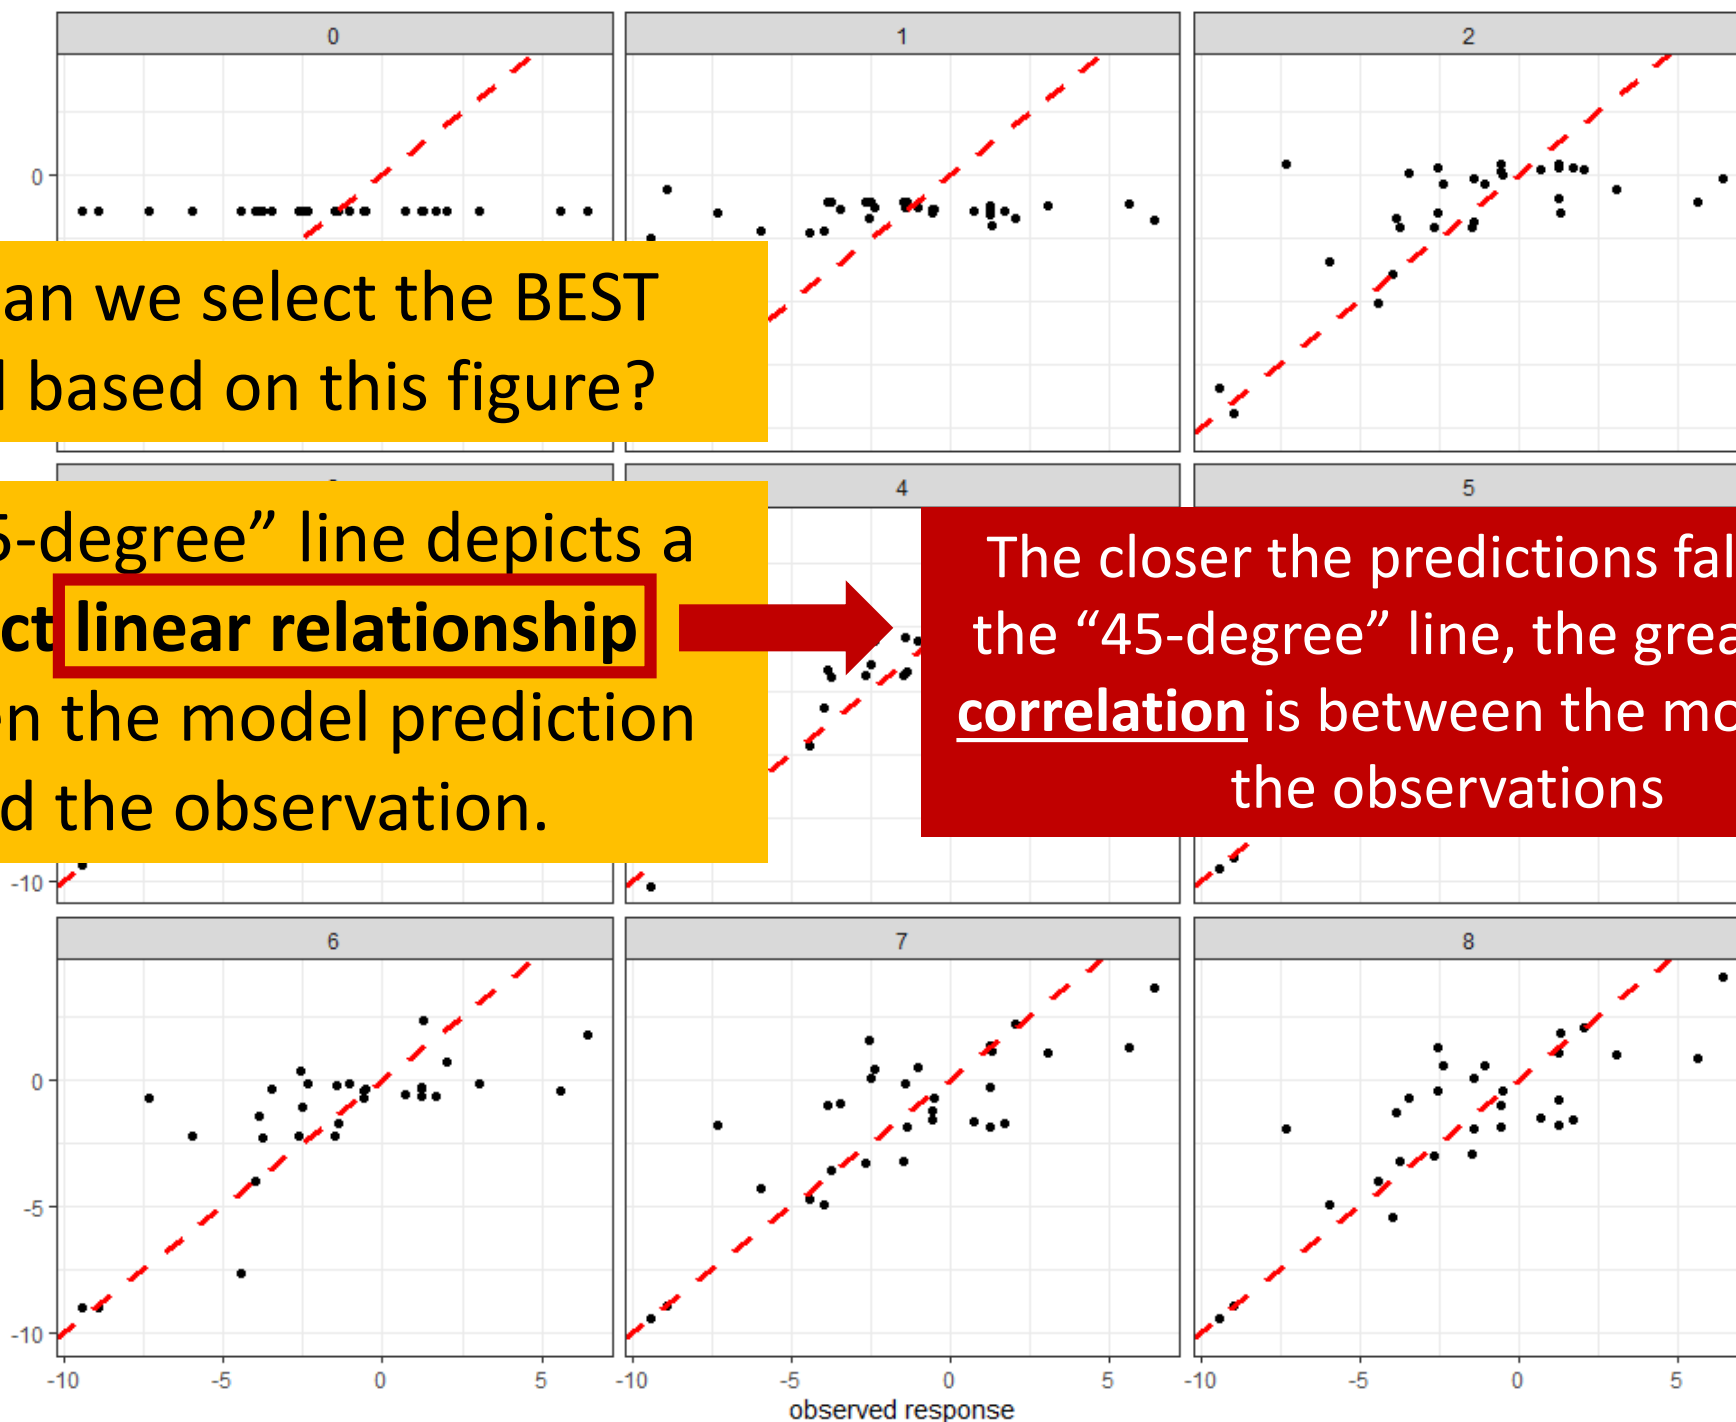 0
1
2
0
an we select the BEST
based on this figure?
4
5
5-degree” line depicts a
ct linear relationship
en the model prediction
d the observation.
The closer the predictions fal
the “45-degree” line, the grea
correlation is between the mo
the observations
-10
6
7
8
0
-5
-10
-10
-5
0
5
-10
-5
0
5
-10
-5
0
5
observed response